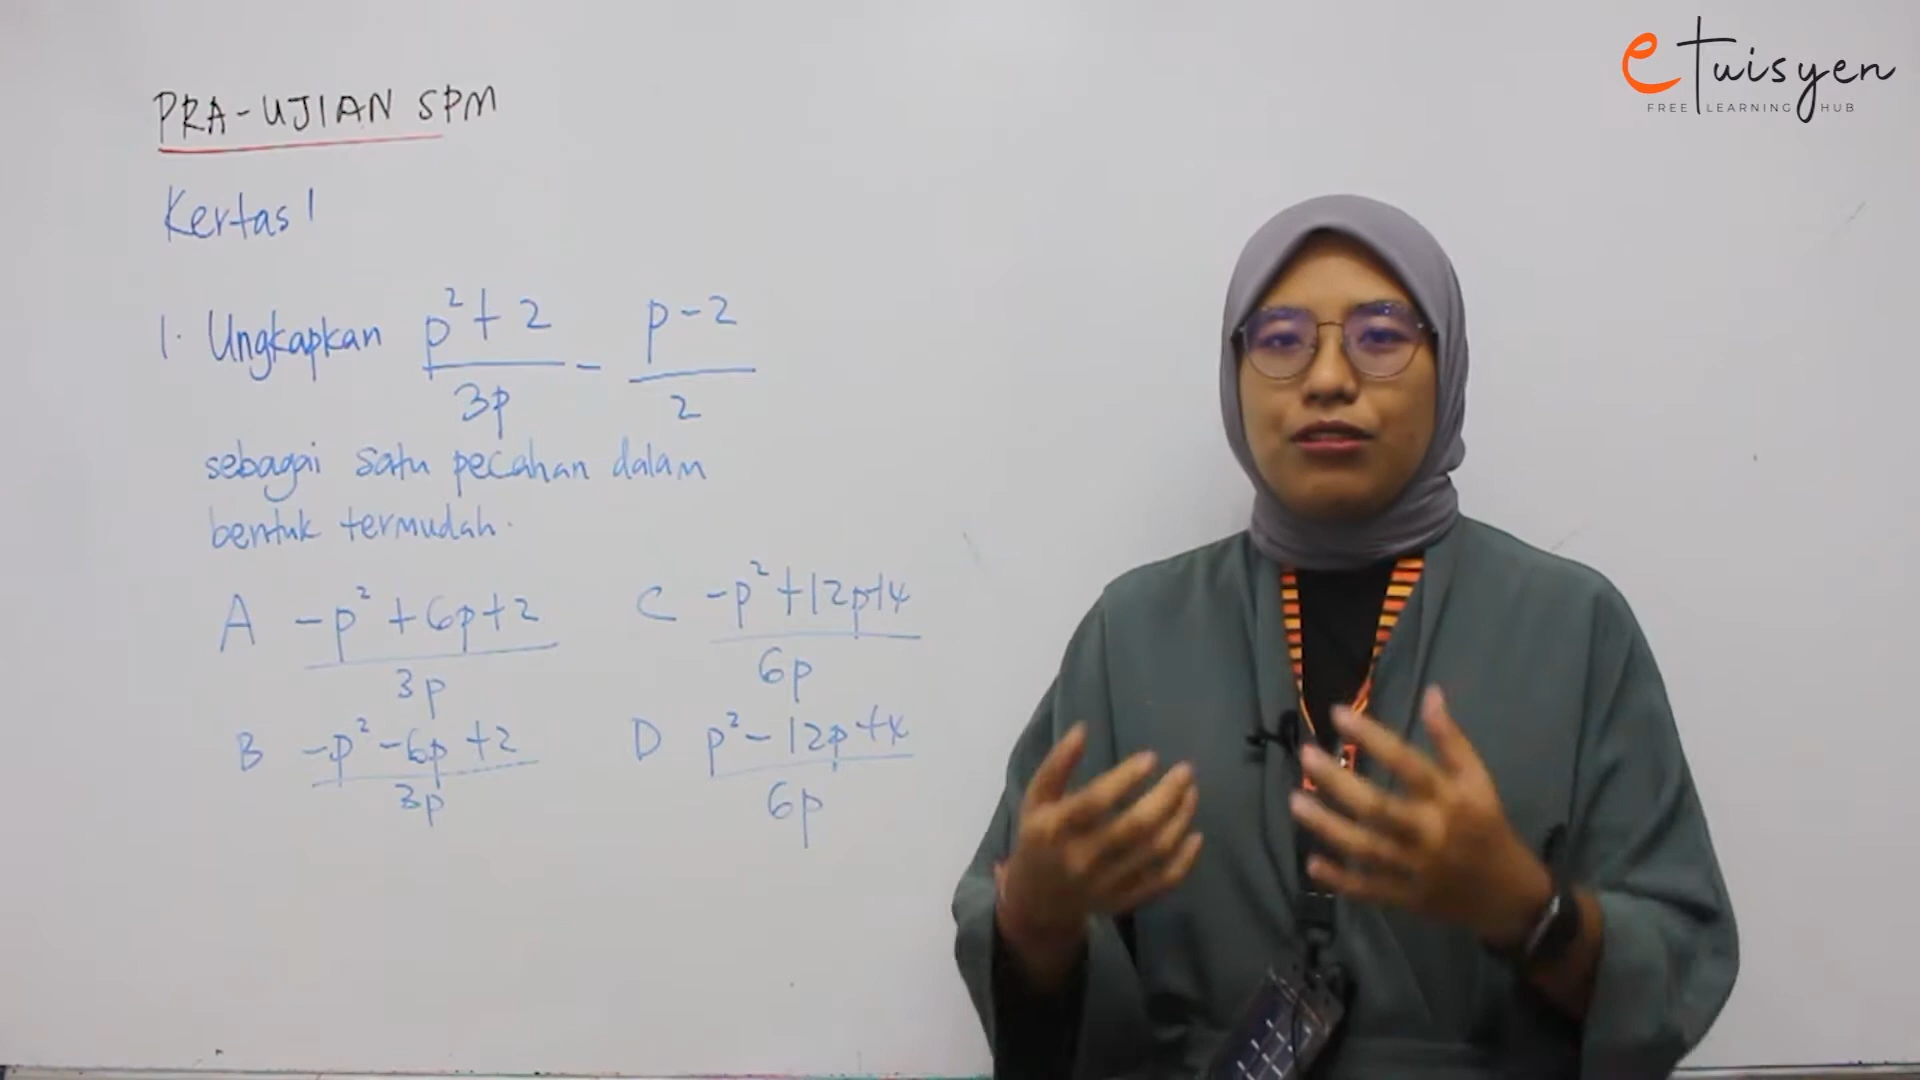 eTuisyen
FREE LEARNING HUB
PRA-UJIAN SPM
Kertas 1
1. Ungkapkan (p²+2)/(3p) - (p-2)/2
sebagai satu pecahan dalam
bentuk termudah.
A (-p²+6p+2)/(3p)
C (-p²+12p+4)/(6p)
B (-p²-6p+2)/(3p)
D (p²-12p+4)/(6p)